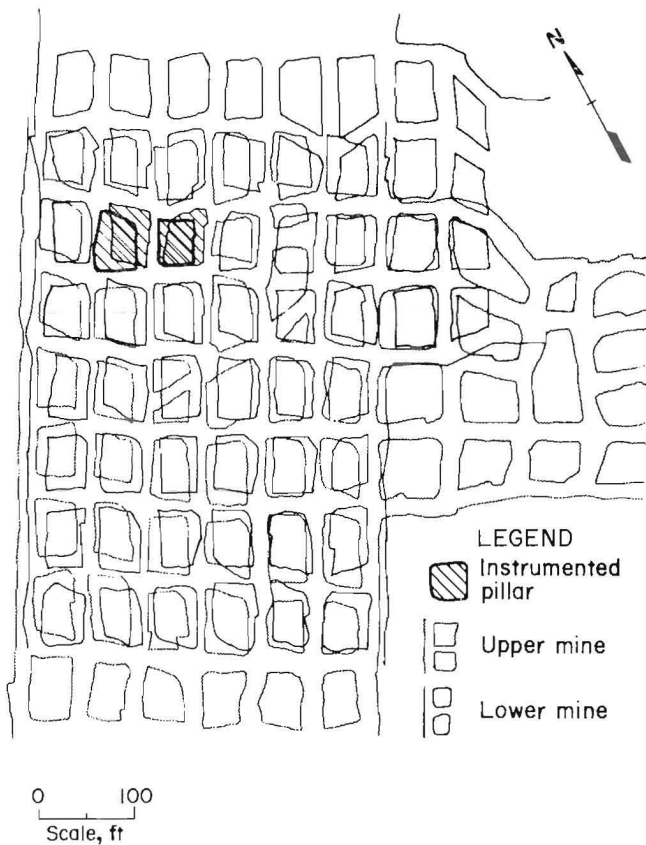 N
LEGEND
Instrumented
pillar
Upper mine
Lower mine
0 100
Scale, ft